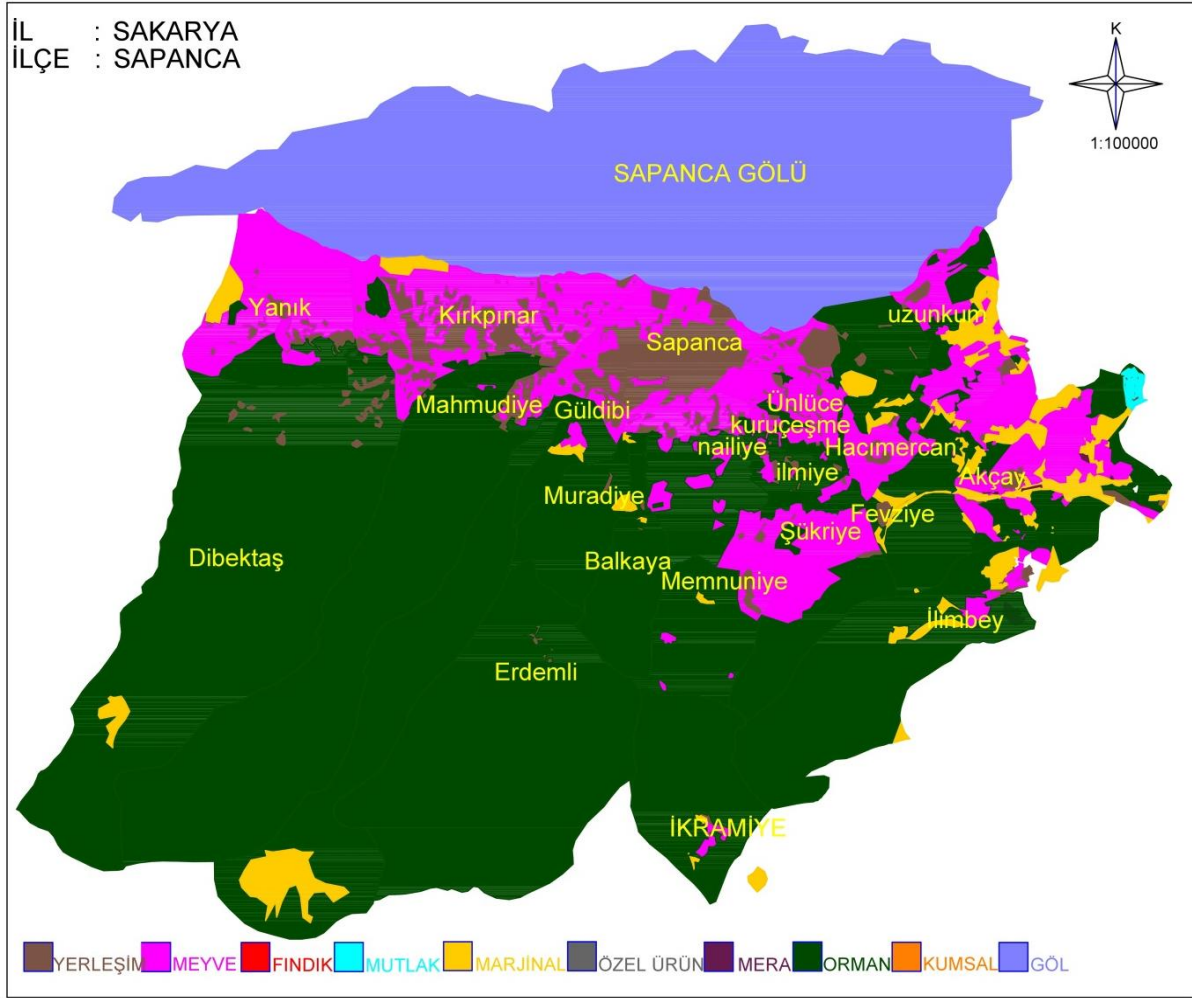 İL : SAKARYA
İLÇE : SAPANCA
K
1:100000
SAPANCA GÖLÜ
Yanık
Kırkpınar
uzunkum
Sapanca
Mahmudiye
Güldibi
Ünlüce
kuruçeşme
nailiye
Hacımercan
ilmiye
Akçay
Muradiye
Fevziye
Şükriye
Dibektaş
Balkaya
Memnuniye
İlimbey
Erdemli
İKRAMİYE
YERLEŞİM MEYVE FINDIK MUTLAK MARJİNAL ÖZEL ÜRÜN MERA ORMAN KUMSAL GÖL